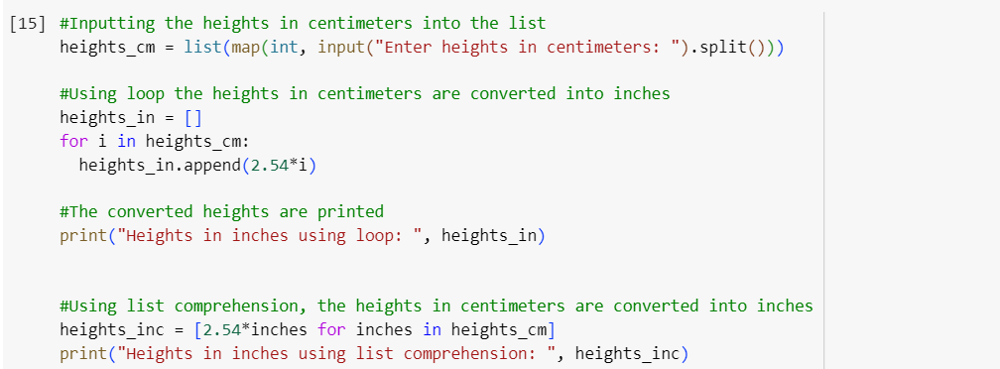 [15] #Inputting the heights in centimeters into the list
heights_cm = list(map(int, input("Enter heights in centimeters: ").split()))
#Using loop the heights in centimeters are converted into inches
heights_in = []
for i in heights_cm:
heights_in.append(2.54*i)
#The converted heights are printed
print("Heights in inches using loop: ", heights_in)
#Using list comprehension, the heights in centimeters are converted into inches
heights_inc = [2.54*inches for inches in heights_cm]
print("Heights in inches using list comprehension: ", heights_inc)